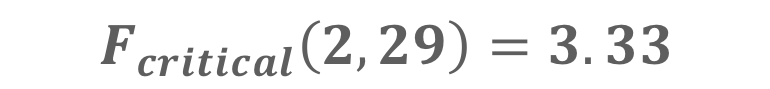 F_critical(2, 29) = 3.33